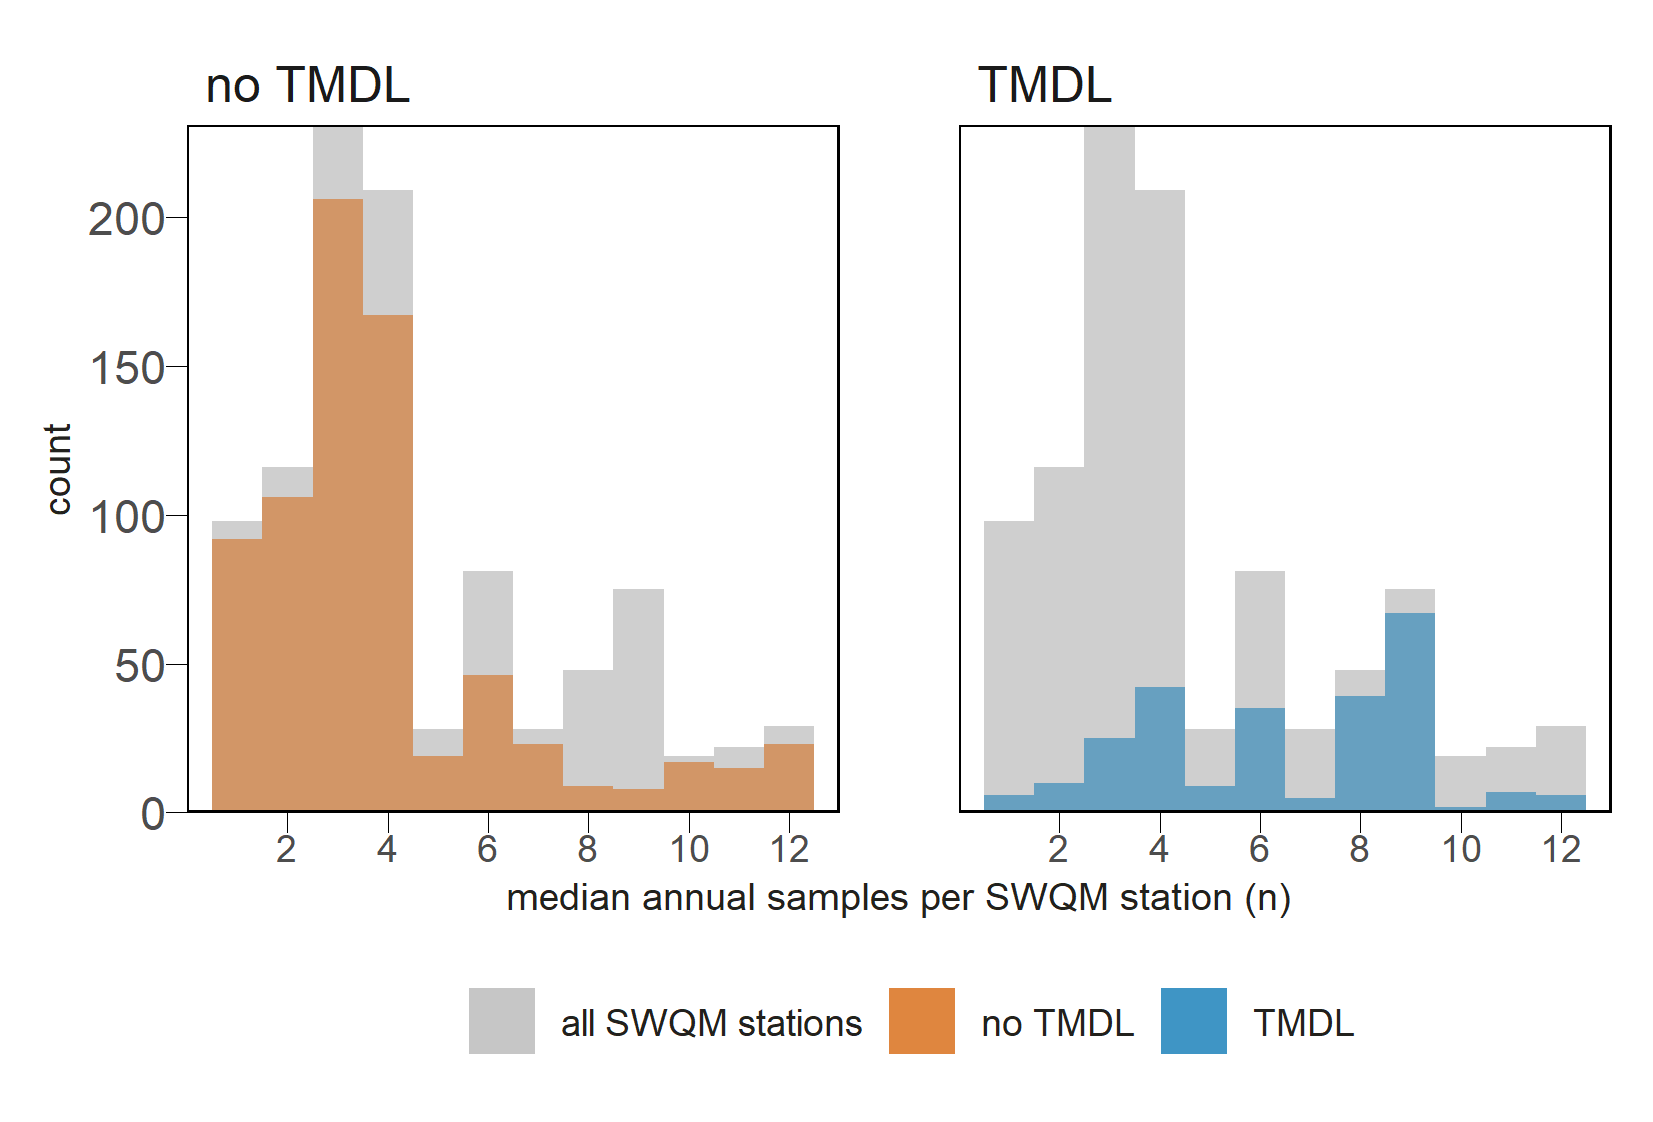 no TMDL
TMDL
count
200
150
100
50
0
2 4 6 8 10 12
2 4 6 8 10 12
median annual samples per SWQM station (n)
all SWQM stations
no TMDL
TMDL